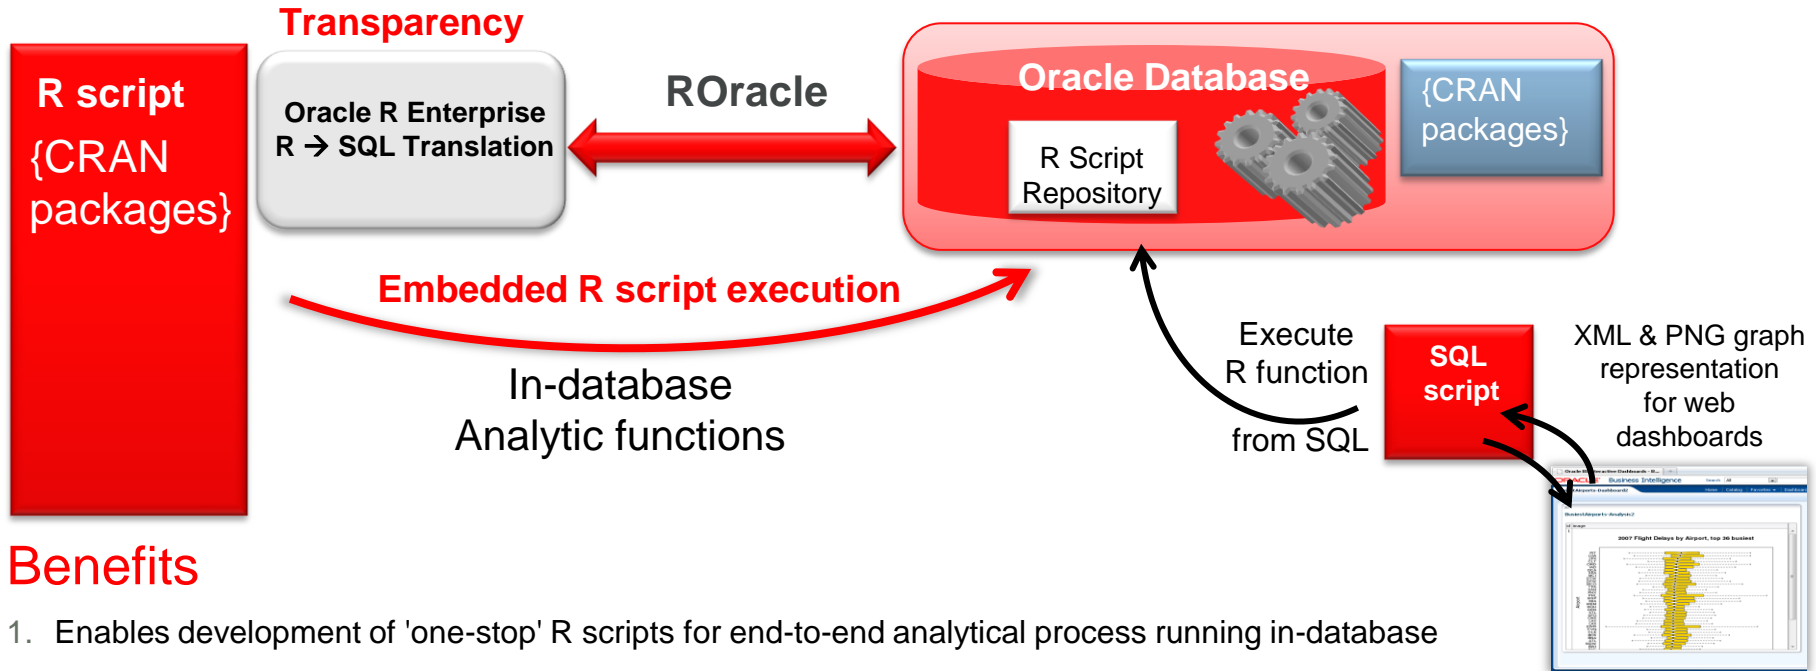 Transparency
R script
{CRAN
packages}
Oracle R Enterprise
R → SQL Translation
ROracle
Oracle Database
R Script
Repository
{CRAN
packages}
Embedded R script execution
In-database
Analytic functions
Execute
R function
from SQL
SQL
script
XML & PNG graph
representation
for web
dashboards
Business Intelligence
2007 Flight Delays by Airport, top 36 busiest
Airport
Benefits
1. Enables development of 'one-stop' R scripts for end-to-end analytical process running in-database